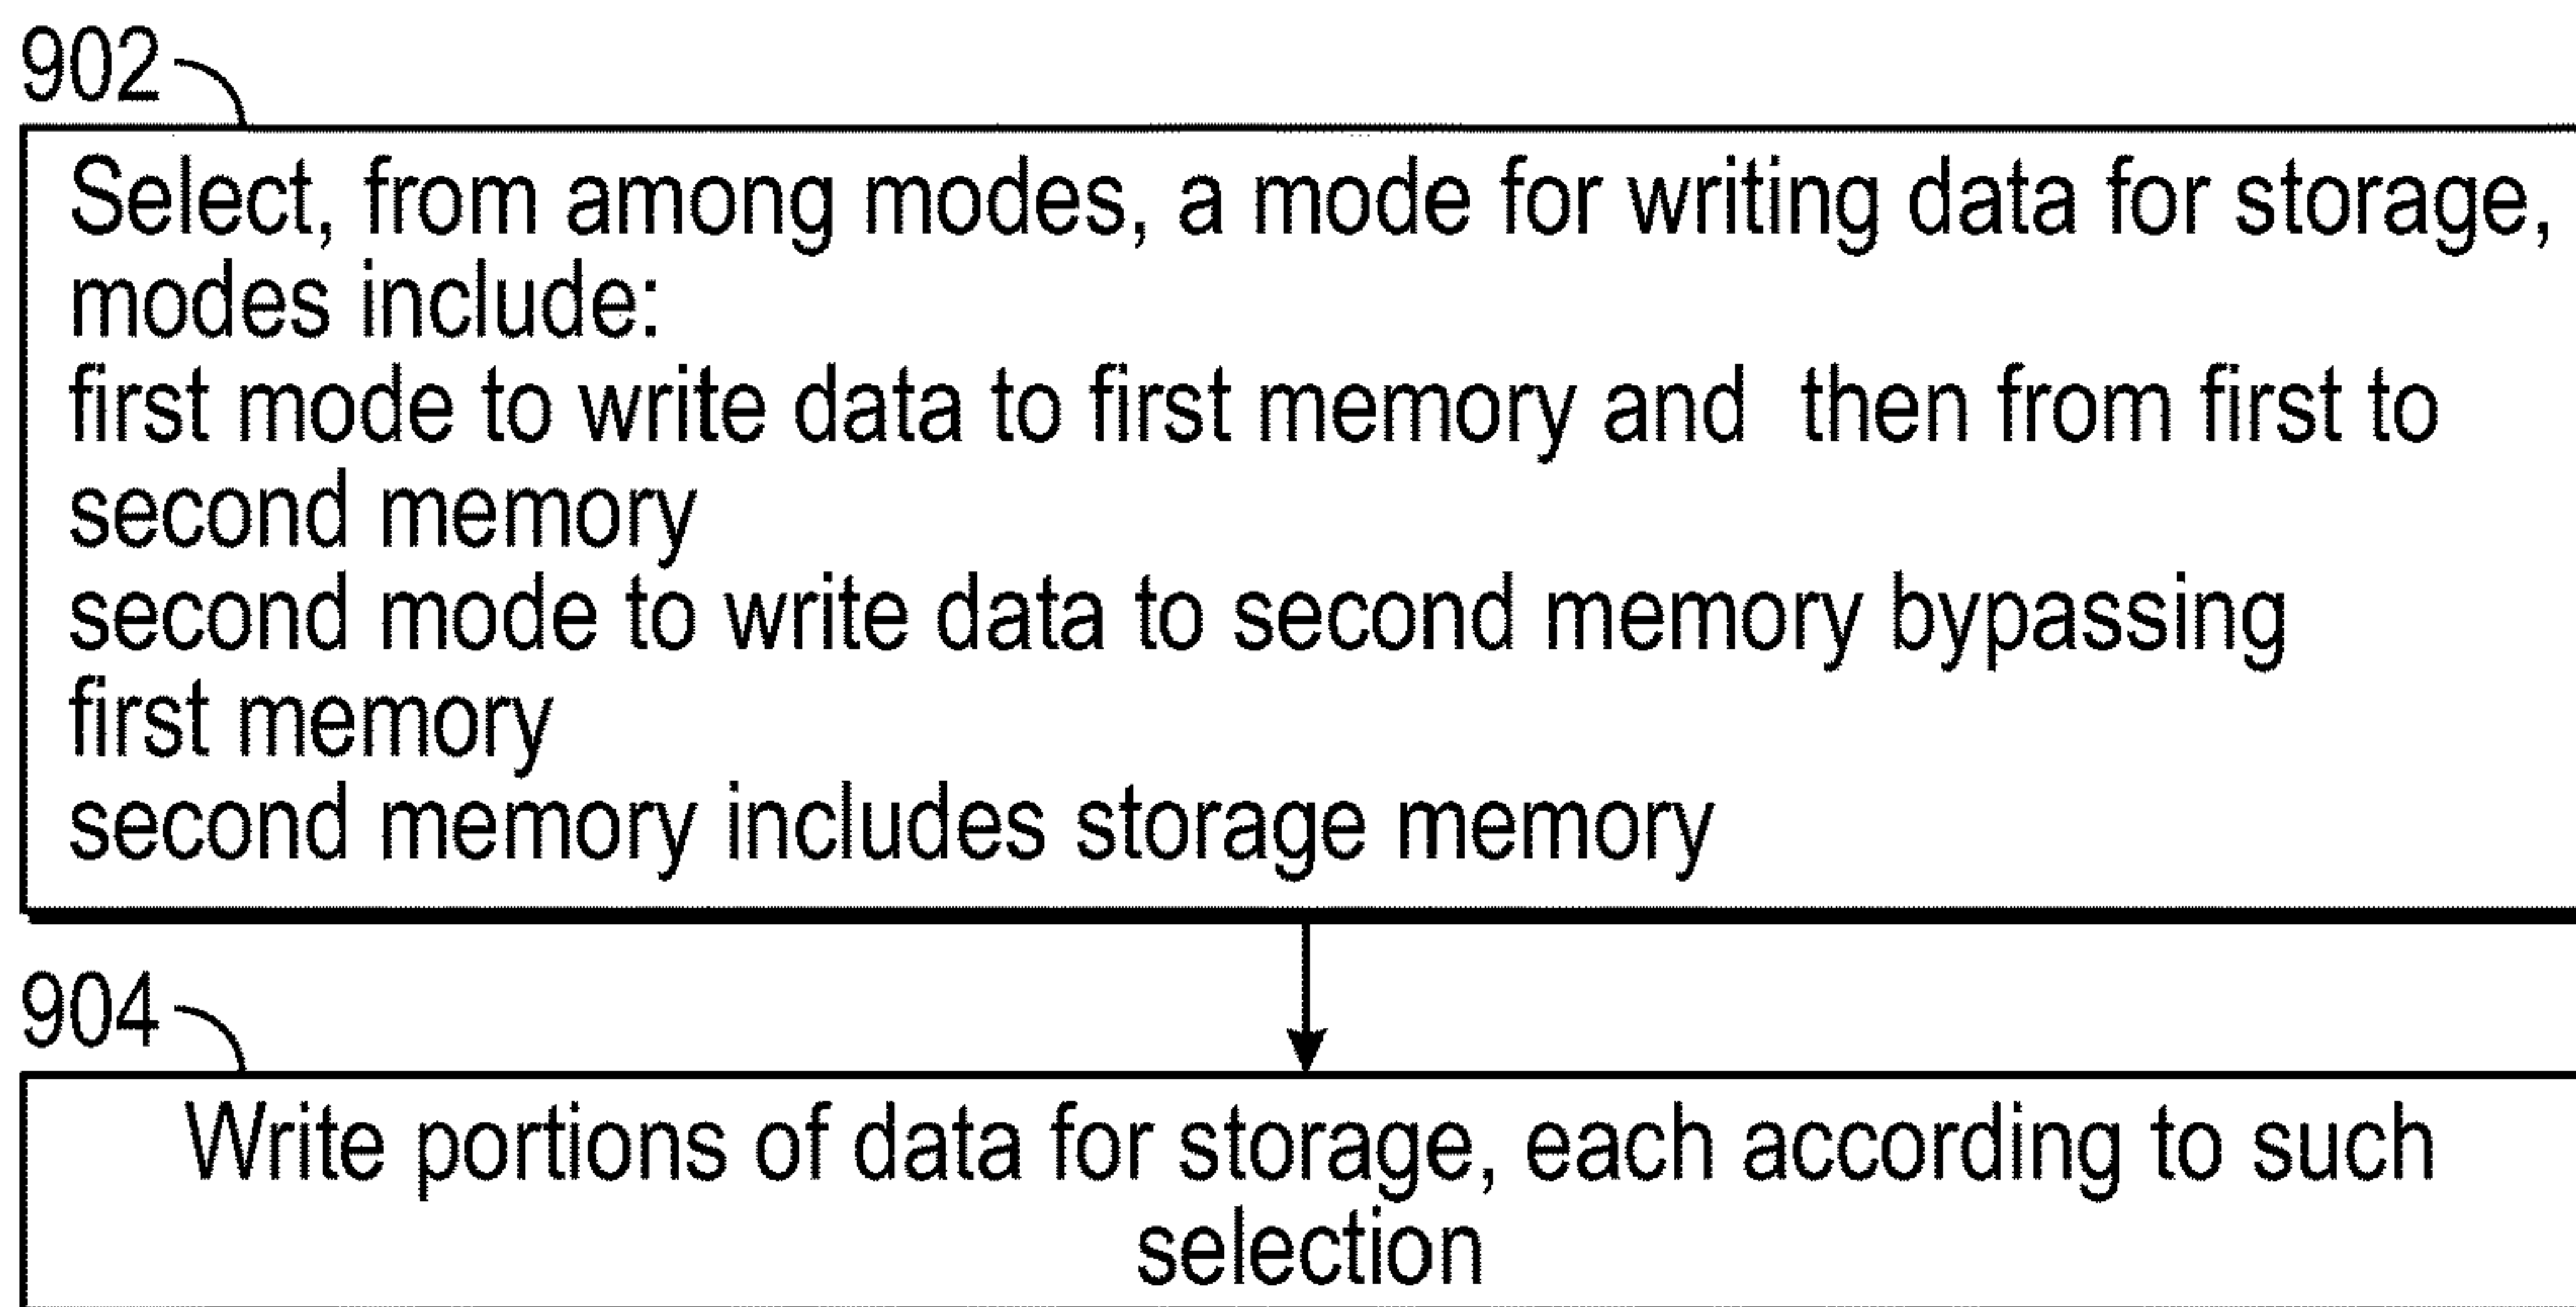 902
Select, from among modes, a mode for writing data for storage,
modes include:
first mode to write data to first memory and then from first to
second memory
second mode to write data to second memory bypassing
first memory
second memory includes storage memory
904
Write portions of data for storage, each according to such
selection